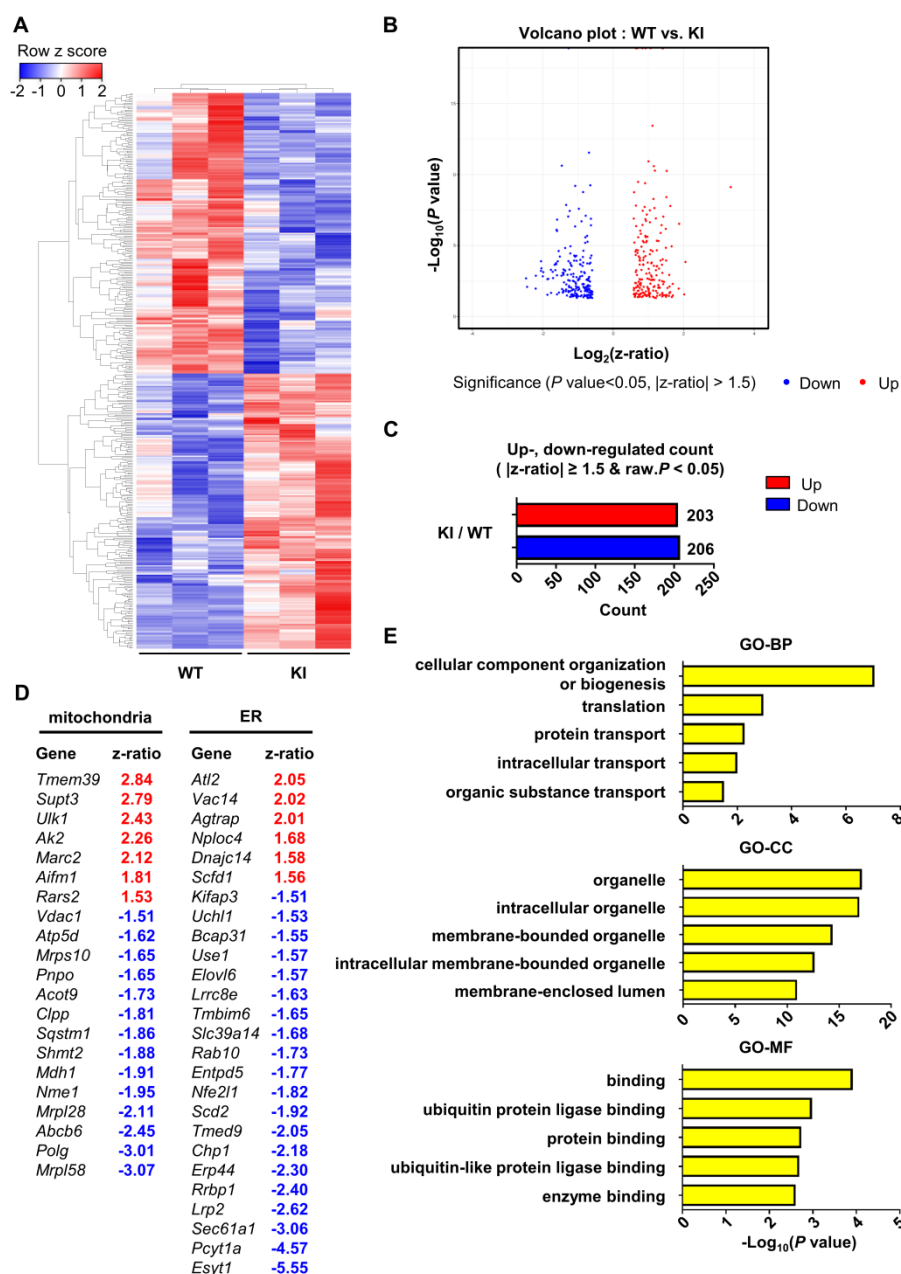 A
Row z score
-2 -1 0 1 2
WT KI
B
Volcano plot : WT vs. KI
-Log10(P value)
15
10
5
0
-4 -2 0 2 4
Log2(z-ratio)
Significance (P value<0.05, |z-ratio| > 1.5) Down Up
C
Up-, down-regulated count
( |z-ratio| ≥ 1.5 & raw.P < 0.05)
Up
Down
KI / WT
203
206
0 50 100 150 200 250
Count
D
mitochondria
Gene z-ratio
Tmem39 2.84
Supt3 2.79
Ulk1 2.43
Ak2 2.26
Marc2 2.12
Aifm1 1.81
Rars2 1.53
Vdac1 -1.51
Atp5d -1.62
Mrps10 -1.65
Pnpo -1.65
Acot9 -1.73
Clpp -1.81
Sqstm1 -1.86
Shmt2 -1.88
Mdh1 -1.91
Nme1 -1.95
Mrpl28 -2.11
Abcb6 -2.45
Polg -3.01
Mrpl58 -3.07
ER
Gene z-ratio
Atl2 2.05
Vac14 2.02
Agtrap 2.01
Nploc4 1.68
Dnajc14 1.58
Scfd1 1.56
Kifap3 -1.51
Uchl1 -1.53
Bcap31 -1.55
Use1 -1.57
Elovl6 -1.57
Lrrc8e -1.63
Tmbim6 -1.65
Slc39a14 -1.68
Rab10 -1.73
Entpd5 -1.77
Nfe2l1 -1.82
Scd2 -1.92
Tmed9 -2.05
Chp1 -2.18
Erp44 -2.30
Rrbp1 -2.40
Lrp2 -2.62
Sec61a1 -3.06
Pcyt1a -4.57
Esyt1 -5.55
E
GO-BP
cellular component organization
or biogenesis
translation
protein transport
intracellular transport
organic substance transport
0 2 4 6 8
GO-CC
organelle
intracellular organelle
membrane-bounded organelle
intracellular membrane-bounded organelle
membrane-enclosed lumen
0 5 10 15 20
GO-MF
binding
ubiquitin protein ligase binding
protein binding
ubiquitin-like protein ligase binding
enzyme binding
0 1 2 3 4 5
-Log10(P value)